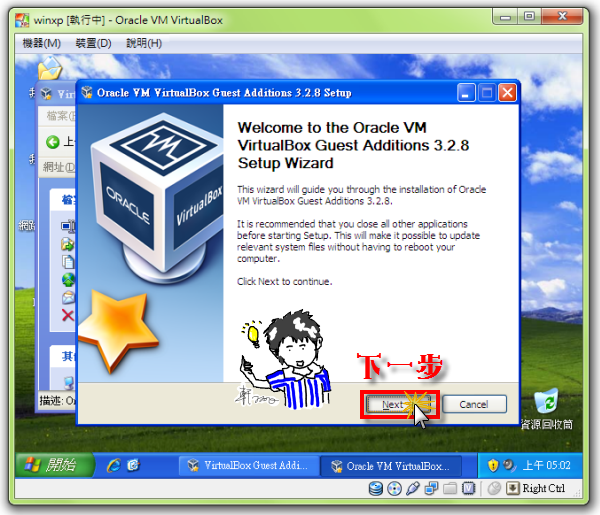 winxp [執行中] - Oracle VM VirtualBox
機器(M) 裝置(D) 說明(H)
Oracle VM VirtualBox Guest Additions 3.2.8 Setup
檔案
上
網址(D)
Welcome to the Oracle VM
VirtualBox Guest Additions 3.2.8
Setup Wizard
This wizard will guide you through the installation of Oracle
VM VirtualBox Guest Additions 3.2.8.
It is recommended that you close all other applications
before starting Setup. This will make it possible to update
relevant system files without having to reboot your
computer.
Click Next to continue.
ORACLE
VirtualBox
下一步
Next
Cancel
其
描述: Or
資源回收筒
開始
VirtualBox Guest Addi...
Oracle VM VirtualBox...
上午 05:02
Right Ctrl